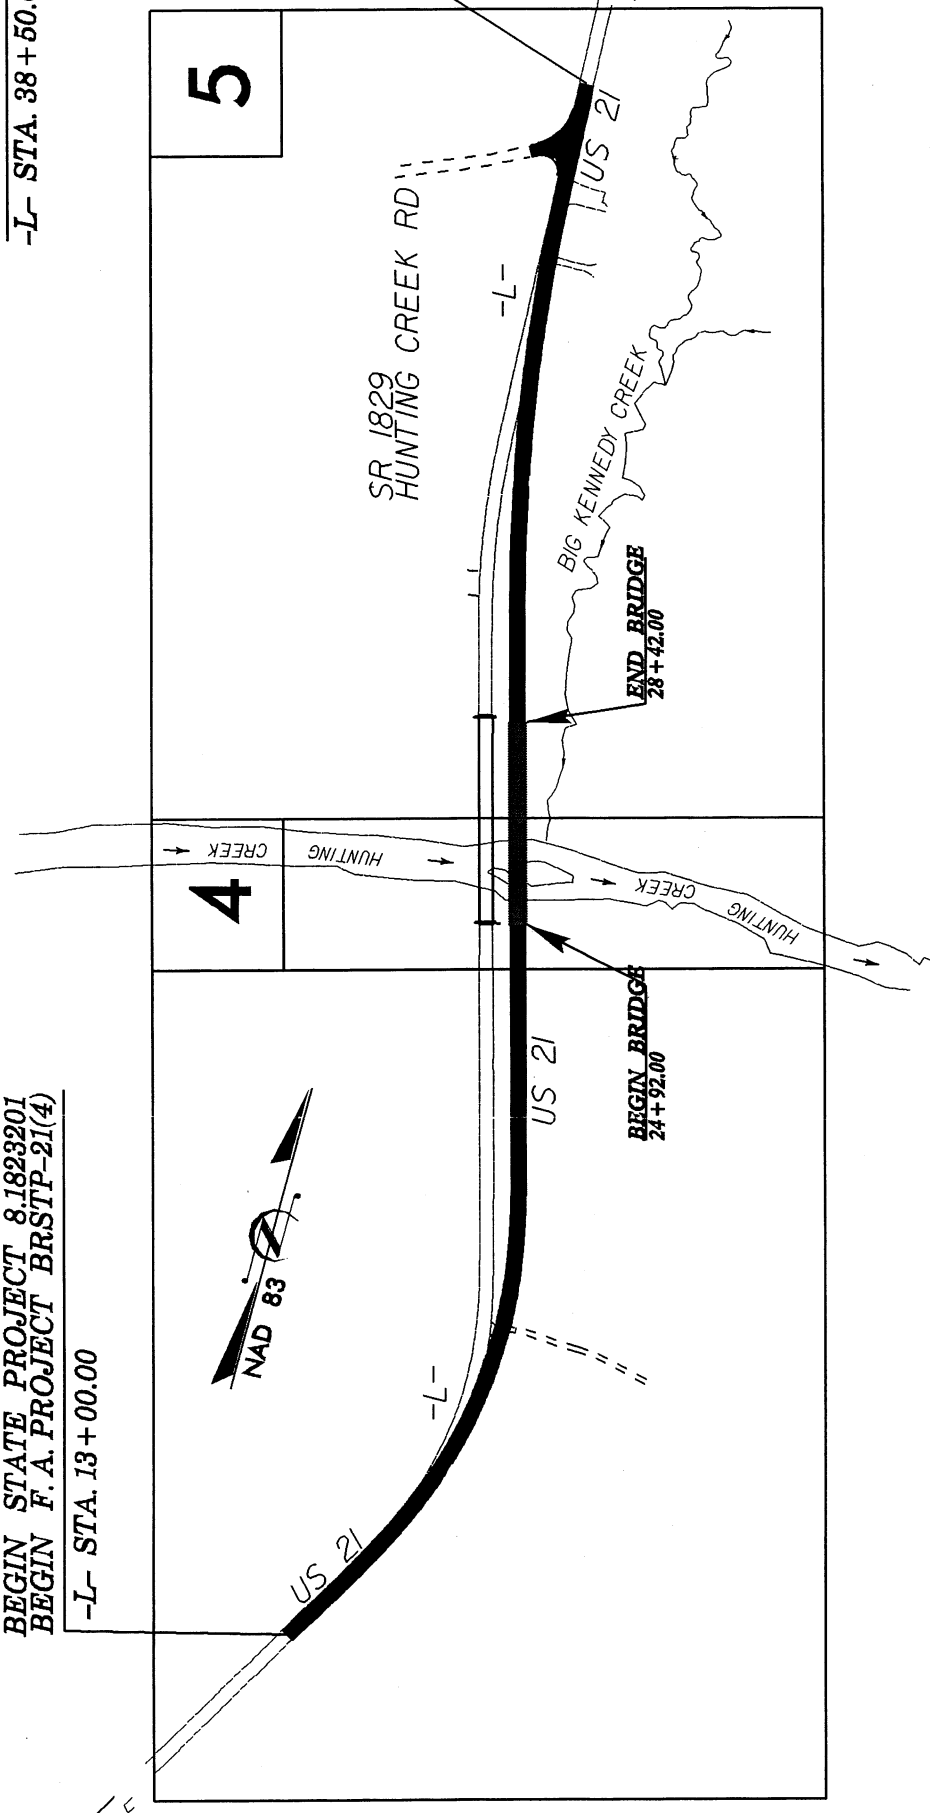 BEGIN STATE PROJECT 8.1823201
BEGIN F. A. PROJECT BRSTP-21(4)
-L- STA. 13+00.00
-L- STA. 38+50.
4
5
NAD 83
US 21
-L-
US 21
BEGIN BRIDGE
24+92.00
END BRIDGE
28+42.00
HUNTING
CREEK
HUNTING
CREEK
BIG KENNEDY CREEK
SR 1829
HUNTING CREEK RD
-L-
US 21